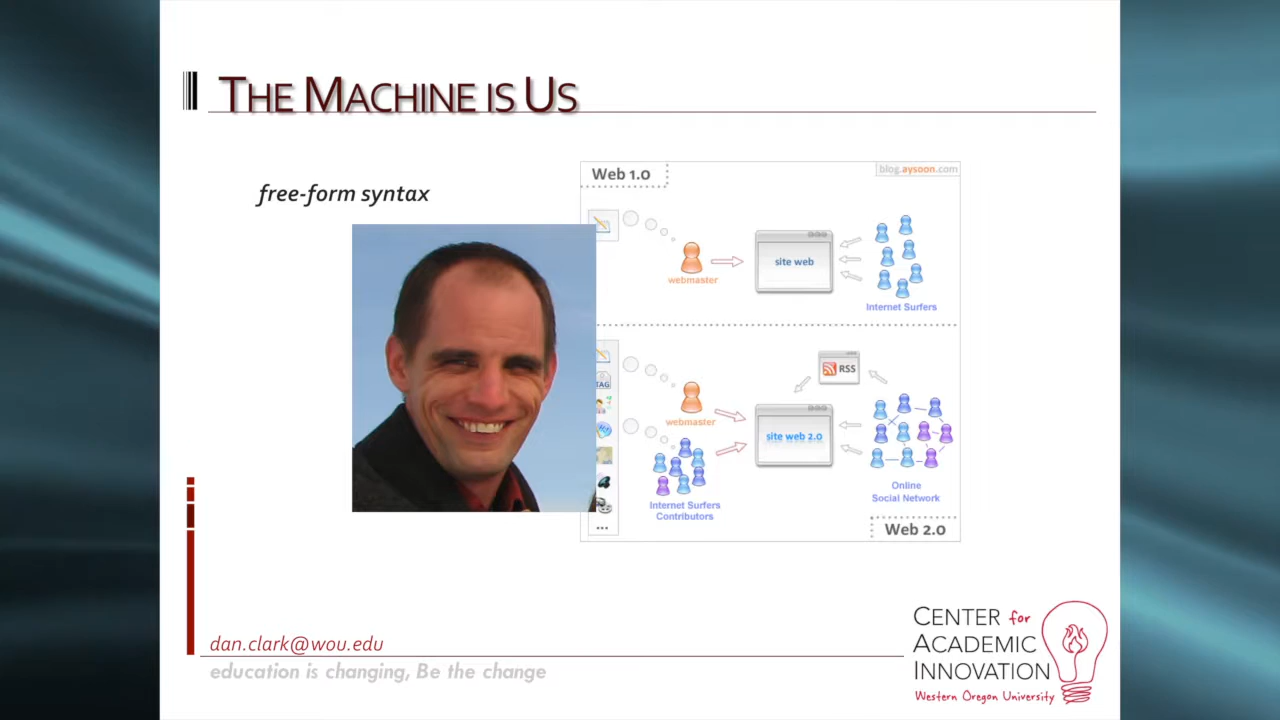 THE MACHINE IS US
free-form syntax
Web 1.0
blog.aysoon.com
webmaster
site web
Internet Surfers
TAG
webmaster
Internet Surfers
Contributors
site web 2.0
RSS
Online
Social Network
...
Web 2.0
dan.clark@wou.edu
education is changing, Be the change
CENTER for
ACADEMIC
INNOVATION
Western Oregon University